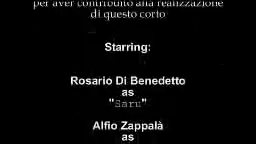 per aver contribuito alla realizzazione
di questo corto
Starring:
Rosario Di Benedetto
as
"Saru"
Alfio Zappalà
as